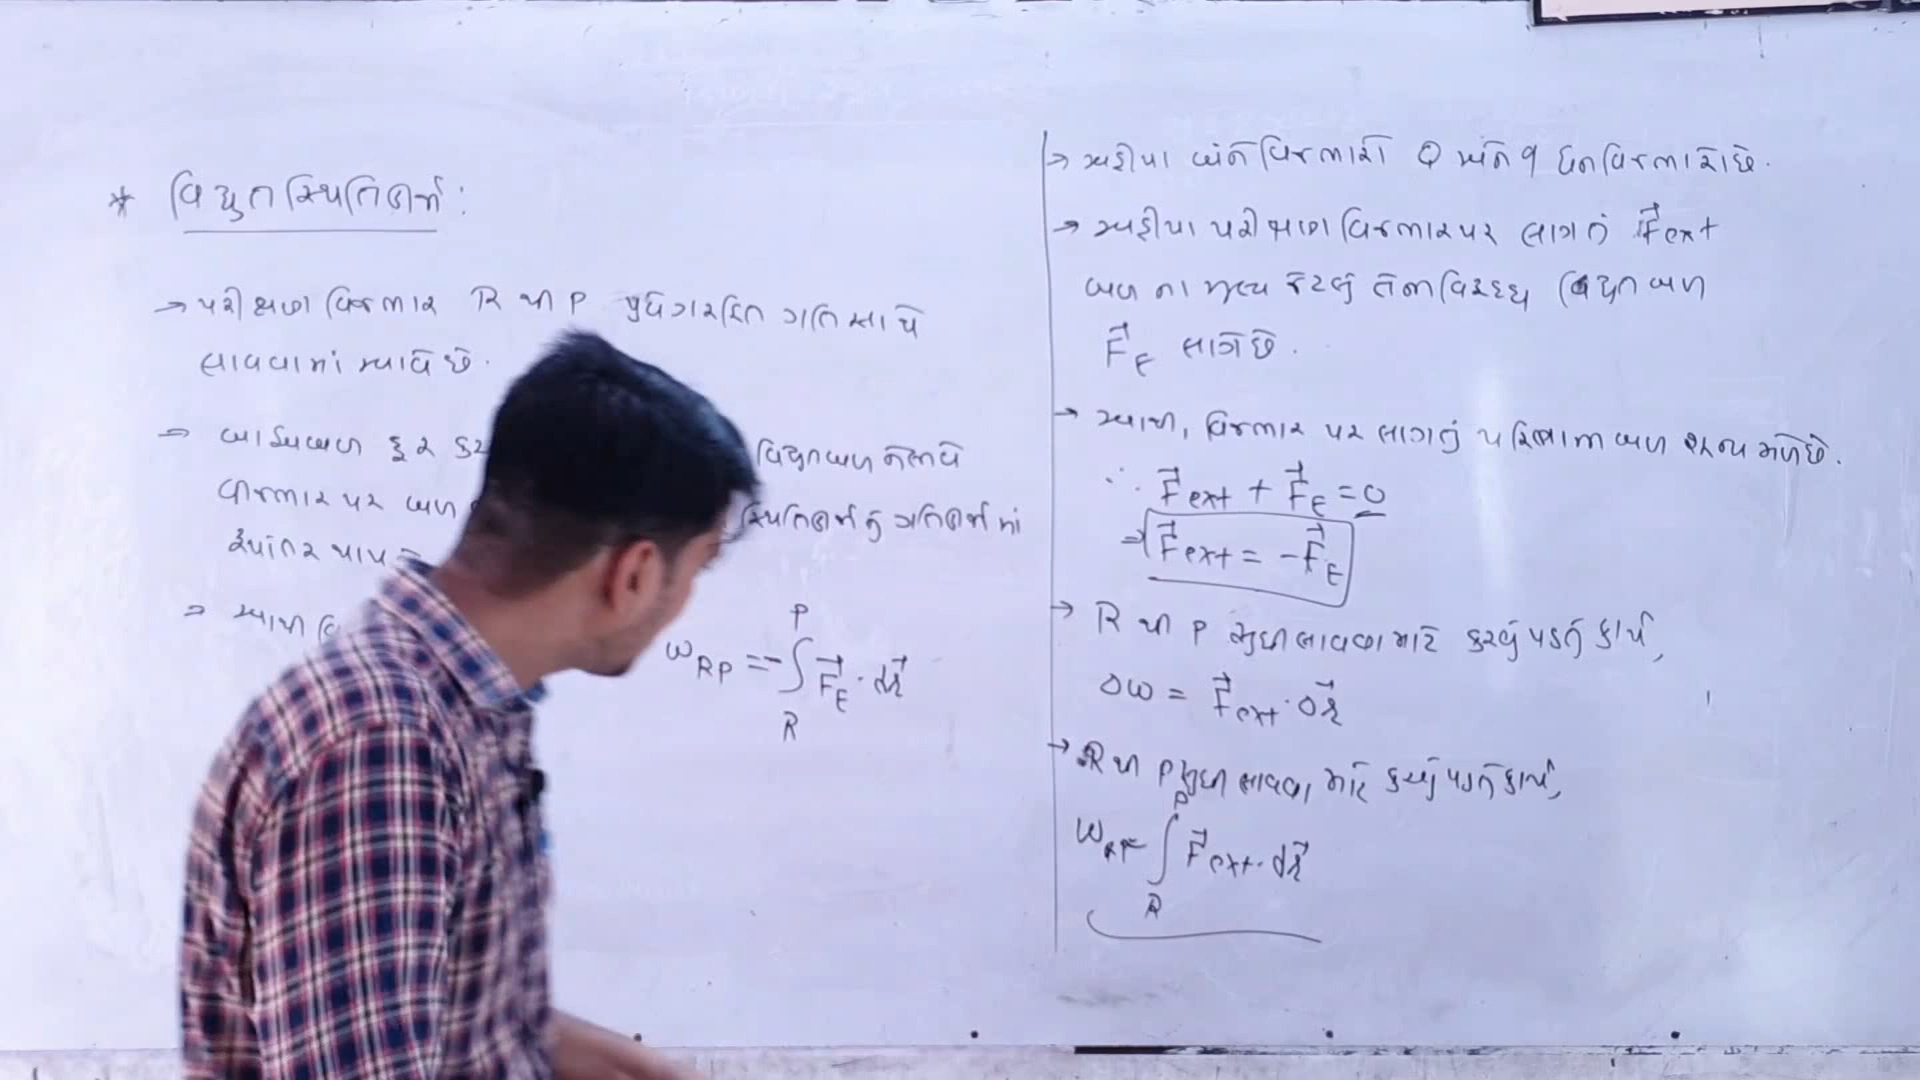 * વિદ્યુતસ્થિતિઊર્જા:
→ પરીક્ષણ વિજભાર R થી P પ્રવેગરહિત ગતિ સાથે
લાવવામાં આવે છે.
⇒ બાહ્યબળ દૂર વિદ્યુતબળ
પર બળ સ્થિતિઊર્જાનું ગતિઊર્જામાં
રૂપાંતર થાય
⇒ આથી
W_RP = -∫_R^P F⃗_E · dr⃗
→ અહીંયા બંને વિજભારો Q અને q ધનવિજભારો છે.
→ અહીંયા પરીક્ષણ વિજભાર પર લાગતું F⃗ext
બળ ના મૂલ્ય જેટલું તેના વિરુદ્ધ વિદ્યુતબળ
F⃗_E લાગે છે.
→ આથી, વિજભાર પર લાગતું પરિણામી બળ શૂન્ય મળે છે.
∴ F⃗ext + F⃗_E = 0
⇒ F⃗ext = -F⃗_E
→ R થી P સુધી લાવવા માટે કરવું પડતું કાર્ય,
Δw = F⃗ext · Δr⃗
→ R થી P સુધી લાવવા માટે કરવું પડતું કાર્ય,
W_RP = ∫_R^P F⃗ext · dr⃗